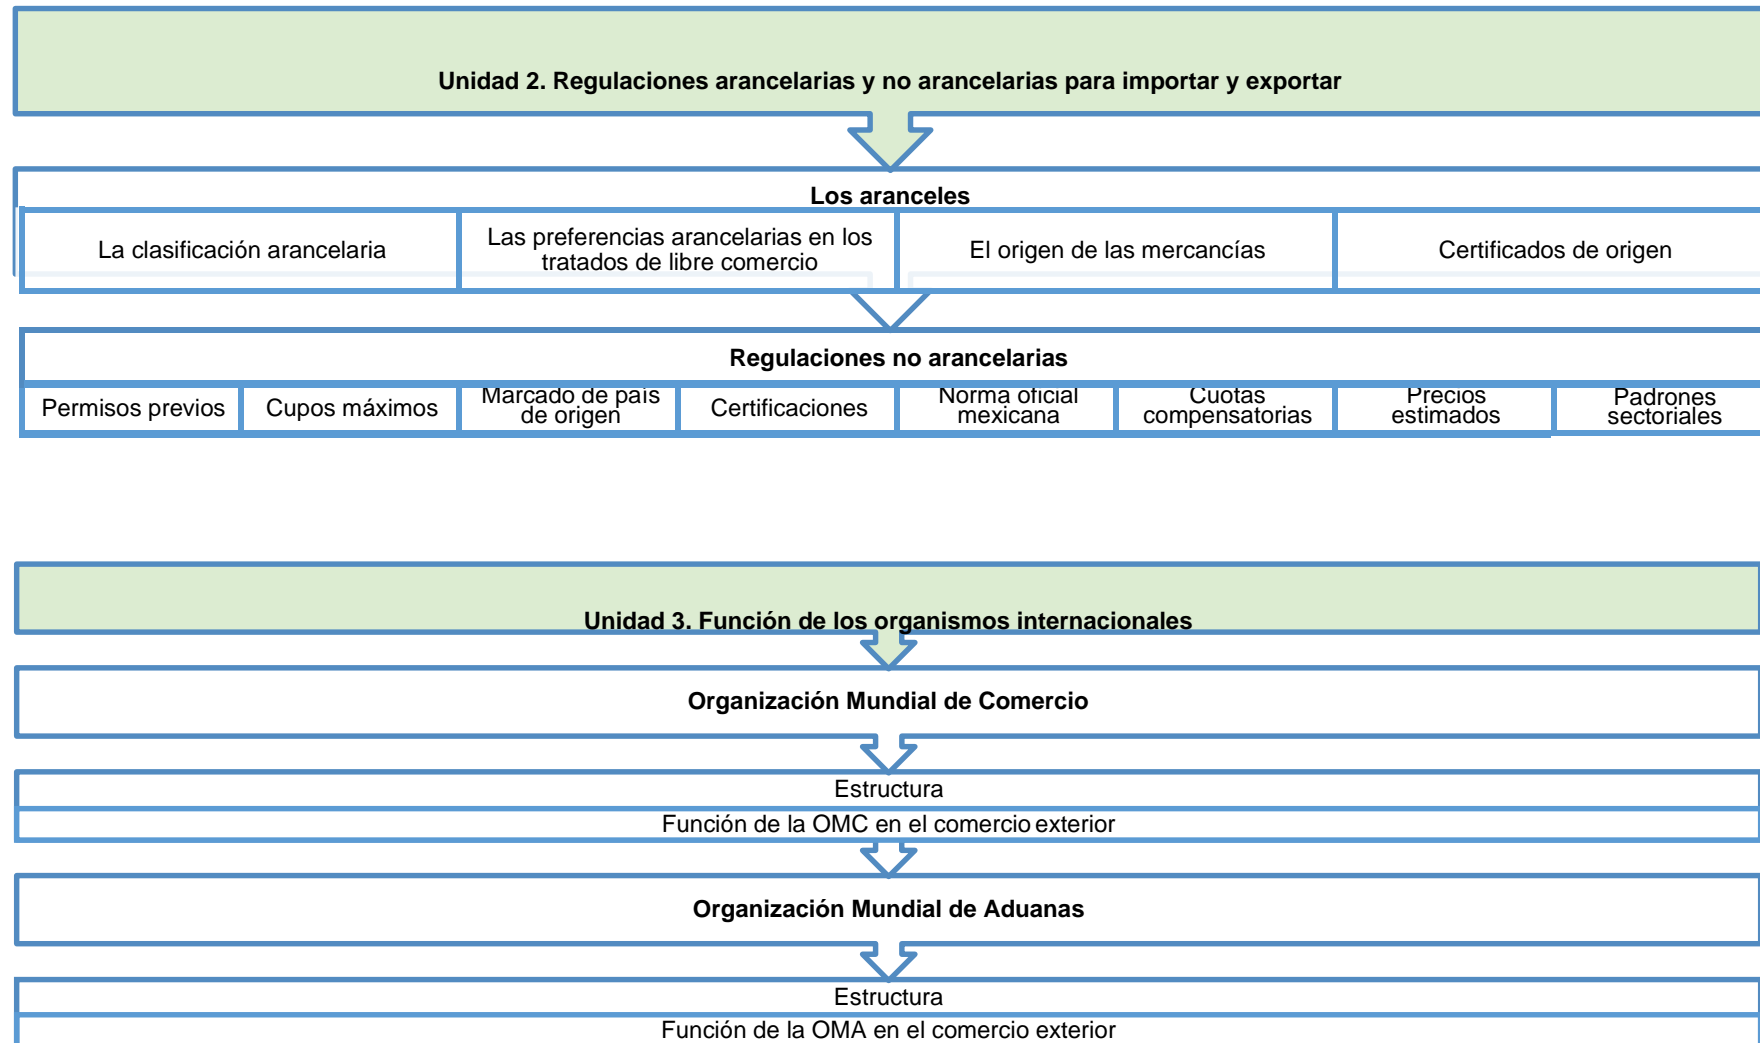 Unidad 2. Regulaciones arancelarias y no arancelarias para importar y exportar
Los aranceles
La clasificación arancelaria
Las preferencias arancelarias en los
tratados de libre comercio
El origen de las mercancías
Certificados de origen
Regulaciones no arancelarias
Permisos previos
Cupos máximos
Marcado de país
de origen
Certificaciones
Norma oficial
mexicana
Cuotas
compensatorias
Precios
estimados
Padrones
sectoriales
Unidad 3. Función de los organismos internacionales
Organización Mundial de Comercio
Estructura
Función de la OMC en el comercio exterior
Organización Mundial de Aduanas
Estructura
Función de la OMA en el comercio exterior